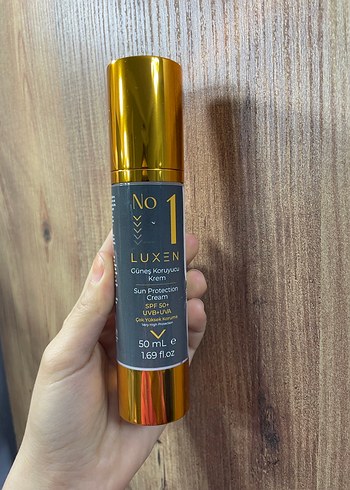 No
1
LUXEN
Güneş Koruyucu
Krem
Sun Protection
Cream
SPF 50+
UVB+UVA
Çok Yüksek koruma
Very High Protection
50 mL e
1.69 fl.oz